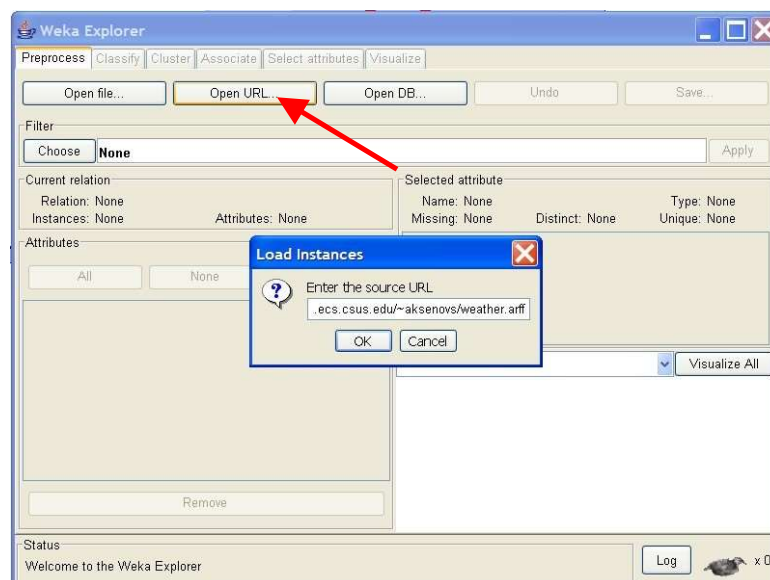 Weka Explorer
Preprocess Classify Cluster Associate Select attributes Visualize
Open file... Open URL... Open DB... Undo Save...
Filter
Choose None Apply
Current relation
Relation: None
Instances: None Attributes: None
Selected attribute
Name: None Type: None
Missing: None Distinct: None Unique: None
Attributes
All None
Load Instances
Enter the source URL
.ecs.csus.edu/~aksenovs/weather.arff
OK Cancel
Visualize All
Remove
Status
Welcome to the Weka Explorer
Log x 0